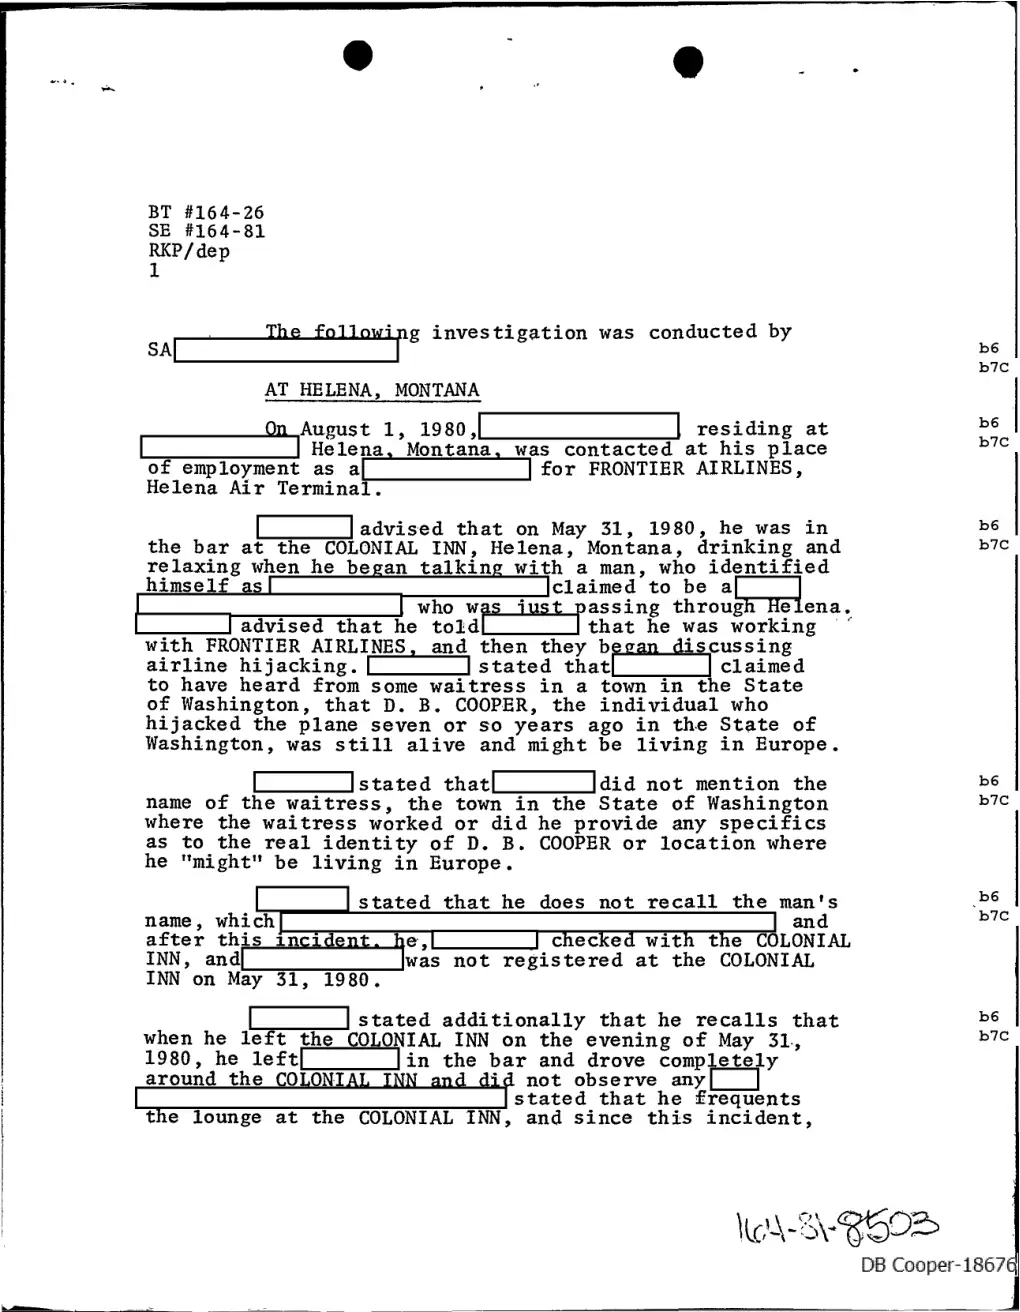 BT #164-26
SE #164-81
RKP/dep
1
The following investigation was conducted by
SA
b6
b7C
AT HELENA, MONTANA
On August 1, 1980, residing at
b6
Helena, Montana, was contacted at his place
b7C
of employment as a for FRONTIER AIRLINES,
Helena Air Terminal.
advised that on May 31, 1980, he was in
b6
the bar at the COLONIAL INN, Helena, Montana, drinking and
b7C
relaxing when he began talking with a man, who identified
himself as claimed to be a
who was just passing through Helena.
advised that he told that he was working
with FRONTIER AIRLINES, and then they began discussing
airline hijacking. stated that claimed
to have heard from some waitress in a town in the State
of Washington, that D. B. COOPER, the individual who
hijacked the plane seven or so years ago in the State of
Washington, was still alive and might be living in Europe.
stated that did not mention the
b6
name of the waitress, the town in the State of Washington
b7C
where the waitress worked or did he provide any specifics
as to the real identity of D. B. COOPER or location where
he "might" be living in Europe.
stated that he does not recall the man's
b6
name, which and
b7C
after this incident, he, checked with the COLONIAL
INN, and was not registered at the COLONIAL
INN on May 31, 1980.
stated additionally that he recalls that
b6
when he left the COLONIAL INN on the evening of May 31,
b7C
1980, he left in the bar and drove completely
around the COLONIAL INN and did not observe any
stated that he frequents
the lounge at the COLONIAL INN, and since this incident,
164-81-8503
DB Cooper-18676